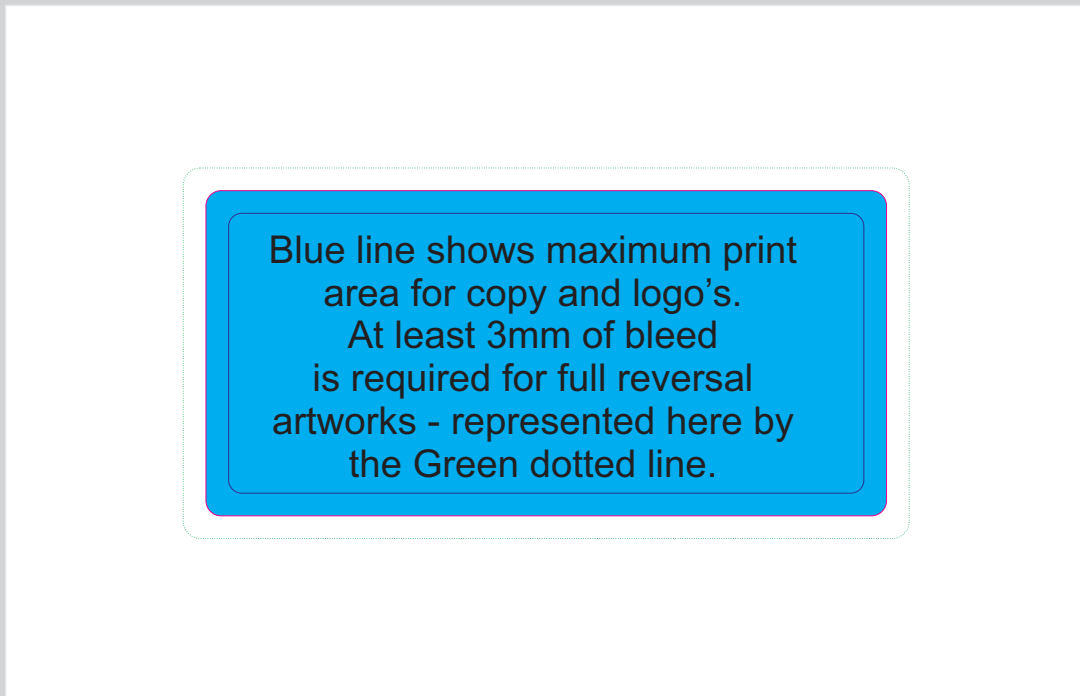 Blue line shows maximum print
area for copy and logo’s.
At least 3mm of bleed
is required for full reversal
artworks - represented here by
the Green dotted line.